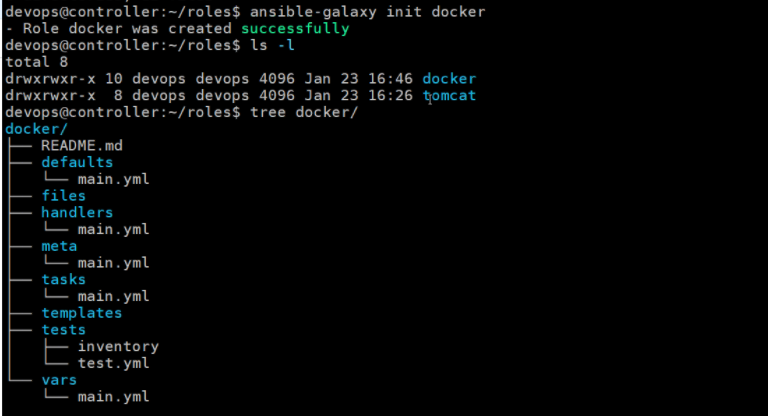 devops@controller:~/roles$ ansible-galaxy init docker
- Role docker was created successfully
devops@controller:~/roles$ ls -l
total 8
drwxrwxr-x 10 devops devops 4096 Jan 23 16:46 docker
drwxrwxr-x  8 devops devops 4096 Jan 23 16:26 tomcat
devops@controller:~/roles$ tree docker/
docker/
├── README.md
├── defaults
│   └── main.yml
├── files
├── handlers
│   └── main.yml
├── meta
│   └── main.yml
├── tasks
│   └── main.yml
├── templates
├── tests
│   ├── inventory
│   └── test.yml
└── vars
    └── main.yml